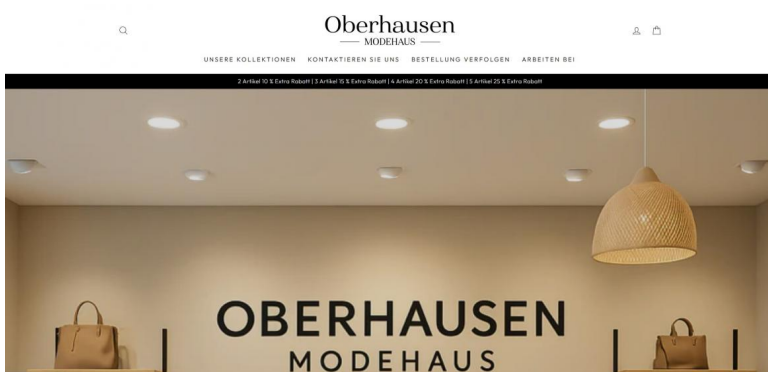 Oberhausen
MODEHAUS
UNSERE KOLLEKTIONEN KONTAKTIEREN SIE UNS BESTELLUNG VERFOLGEN ARBEITEN BEI
2 Artikel 10 % Extra Rabatt | 3 Artikel 15 % Extra Rabatt | 4 Artikel 20 % Extra Rabatt | 5 Artikel 25 % Extra Rabatt
OBERHAUSEN
MODEHAUS